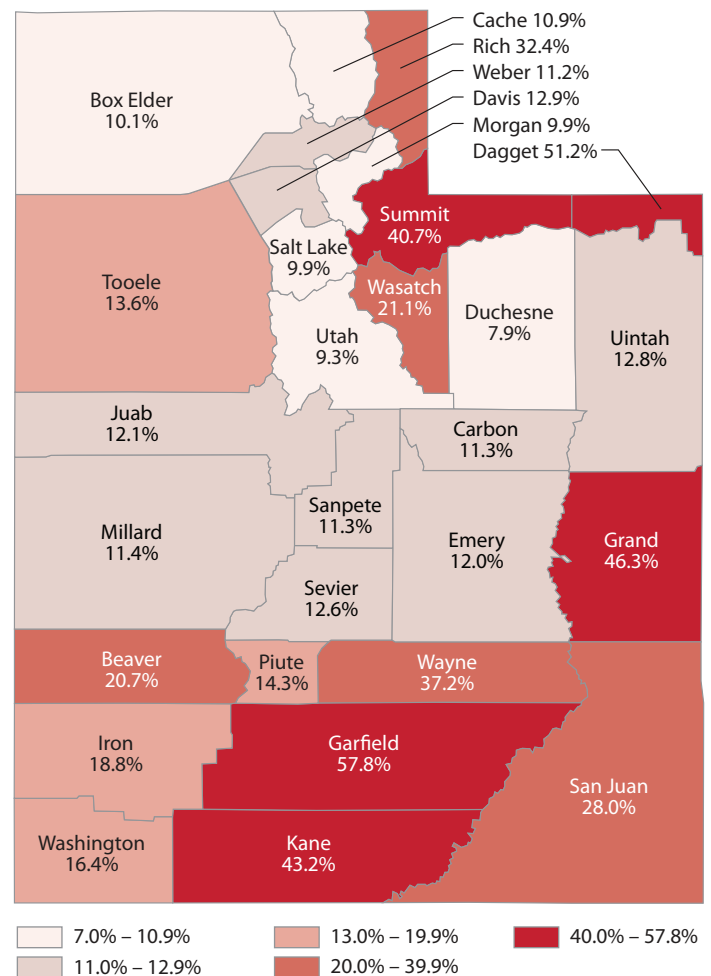 Cache 10.9%
Rich 32.4%
Weber 11.2%
Davis 12.9%
Morgan 9.9%
Dagget 51.2%
Box Elder
10.1%
Summit
40.7%
Salt Lake
9.9%
Tooele
13.6%
Wasatch
21.1%
Duchesne
7.9%
Utah
9.3%
Uintah
12.8%
Juab
12.1%
Carbon
11.3%
Sanpete
11.3%
Millard
11.4%
Emery
12.0%
Grand
46.3%
Sevier
12.6%
Beaver
20.7%
Piute
14.3%
Wayne
37.2%
Iron
18.8%
Garfield
57.8%
San Juan
28.0%
Washington
16.4%
Kane
43.2%
7.0% – 10.9%
13.0% – 19.9%
40.0% – 57.8%
11.0% – 12.9%
20.0% – 39.9%